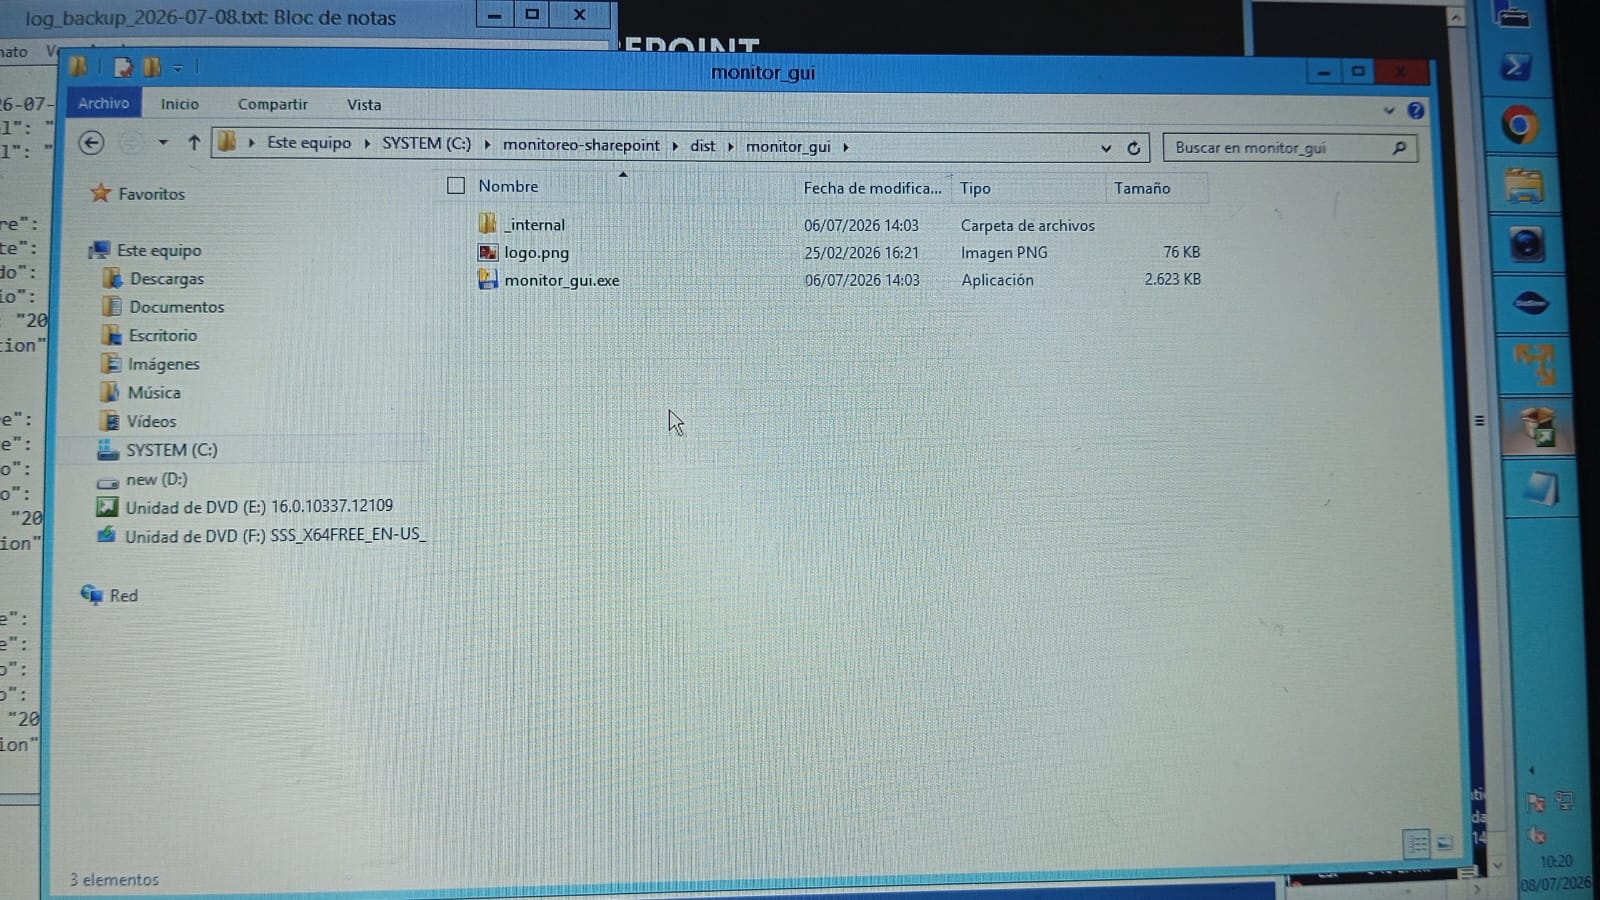 log_backup_2026-07-08.txt: Bloc de notas
monitor_gui
Archivo Inicio Compartir Vista
Este equipo SYSTEM (C:) monitoreo-sharepoint dist monitor_gui
Buscar en monitor_gui
Nombre Fecha de modifica... Tipo Tamaño
_internal 06/07/2026 14:03 Carpeta de archivos
logo.png 25/02/2026 16:21 Imagen PNG 76 KB
monitor_gui.exe 06/07/2026 14:03 Aplicación 2.623 KB
Favoritos
Este equipo
Descargas
Documentos
Escritorio
Imágenes
Música
Vídeos
SYSTEM (C:)
new (D:)
Unidad de DVD (E:) 16.0.10337.12109
Unidad de DVD (F:) SSS_X64FREE_EN-US_
Red
3 elementos
10:20
08/07/2026